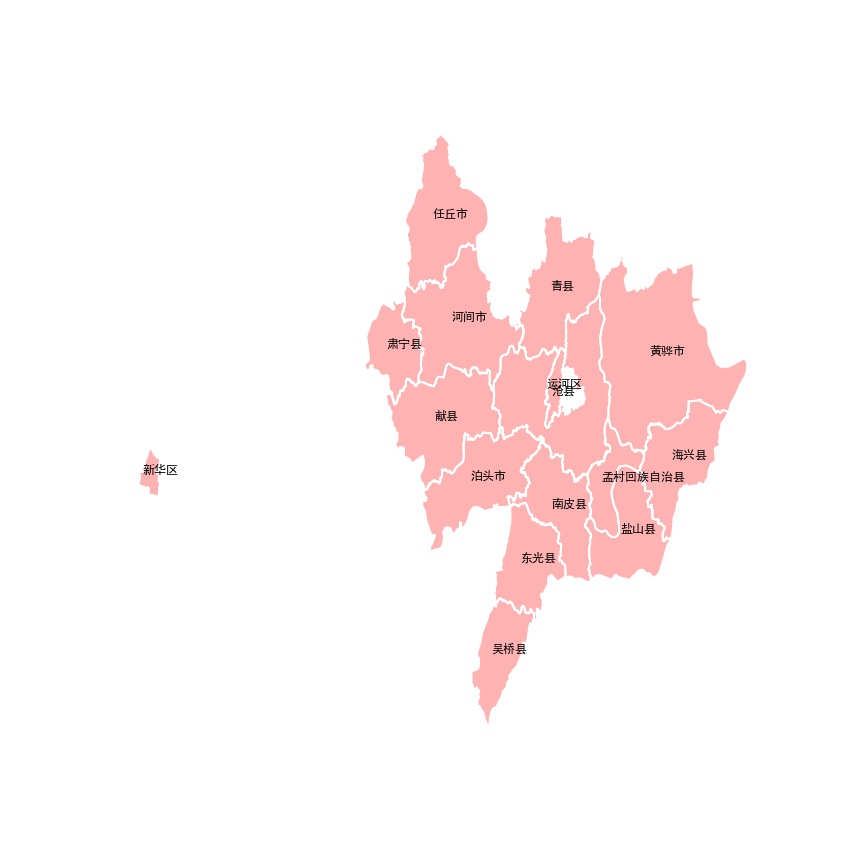 任丘市
青县
河间市
肃宁县
黄骅市
运河区
沧县
献县
海兴县
新华区
泊头市
孟村回族自治县
南皮县
盐山县
东光县
吴桥县